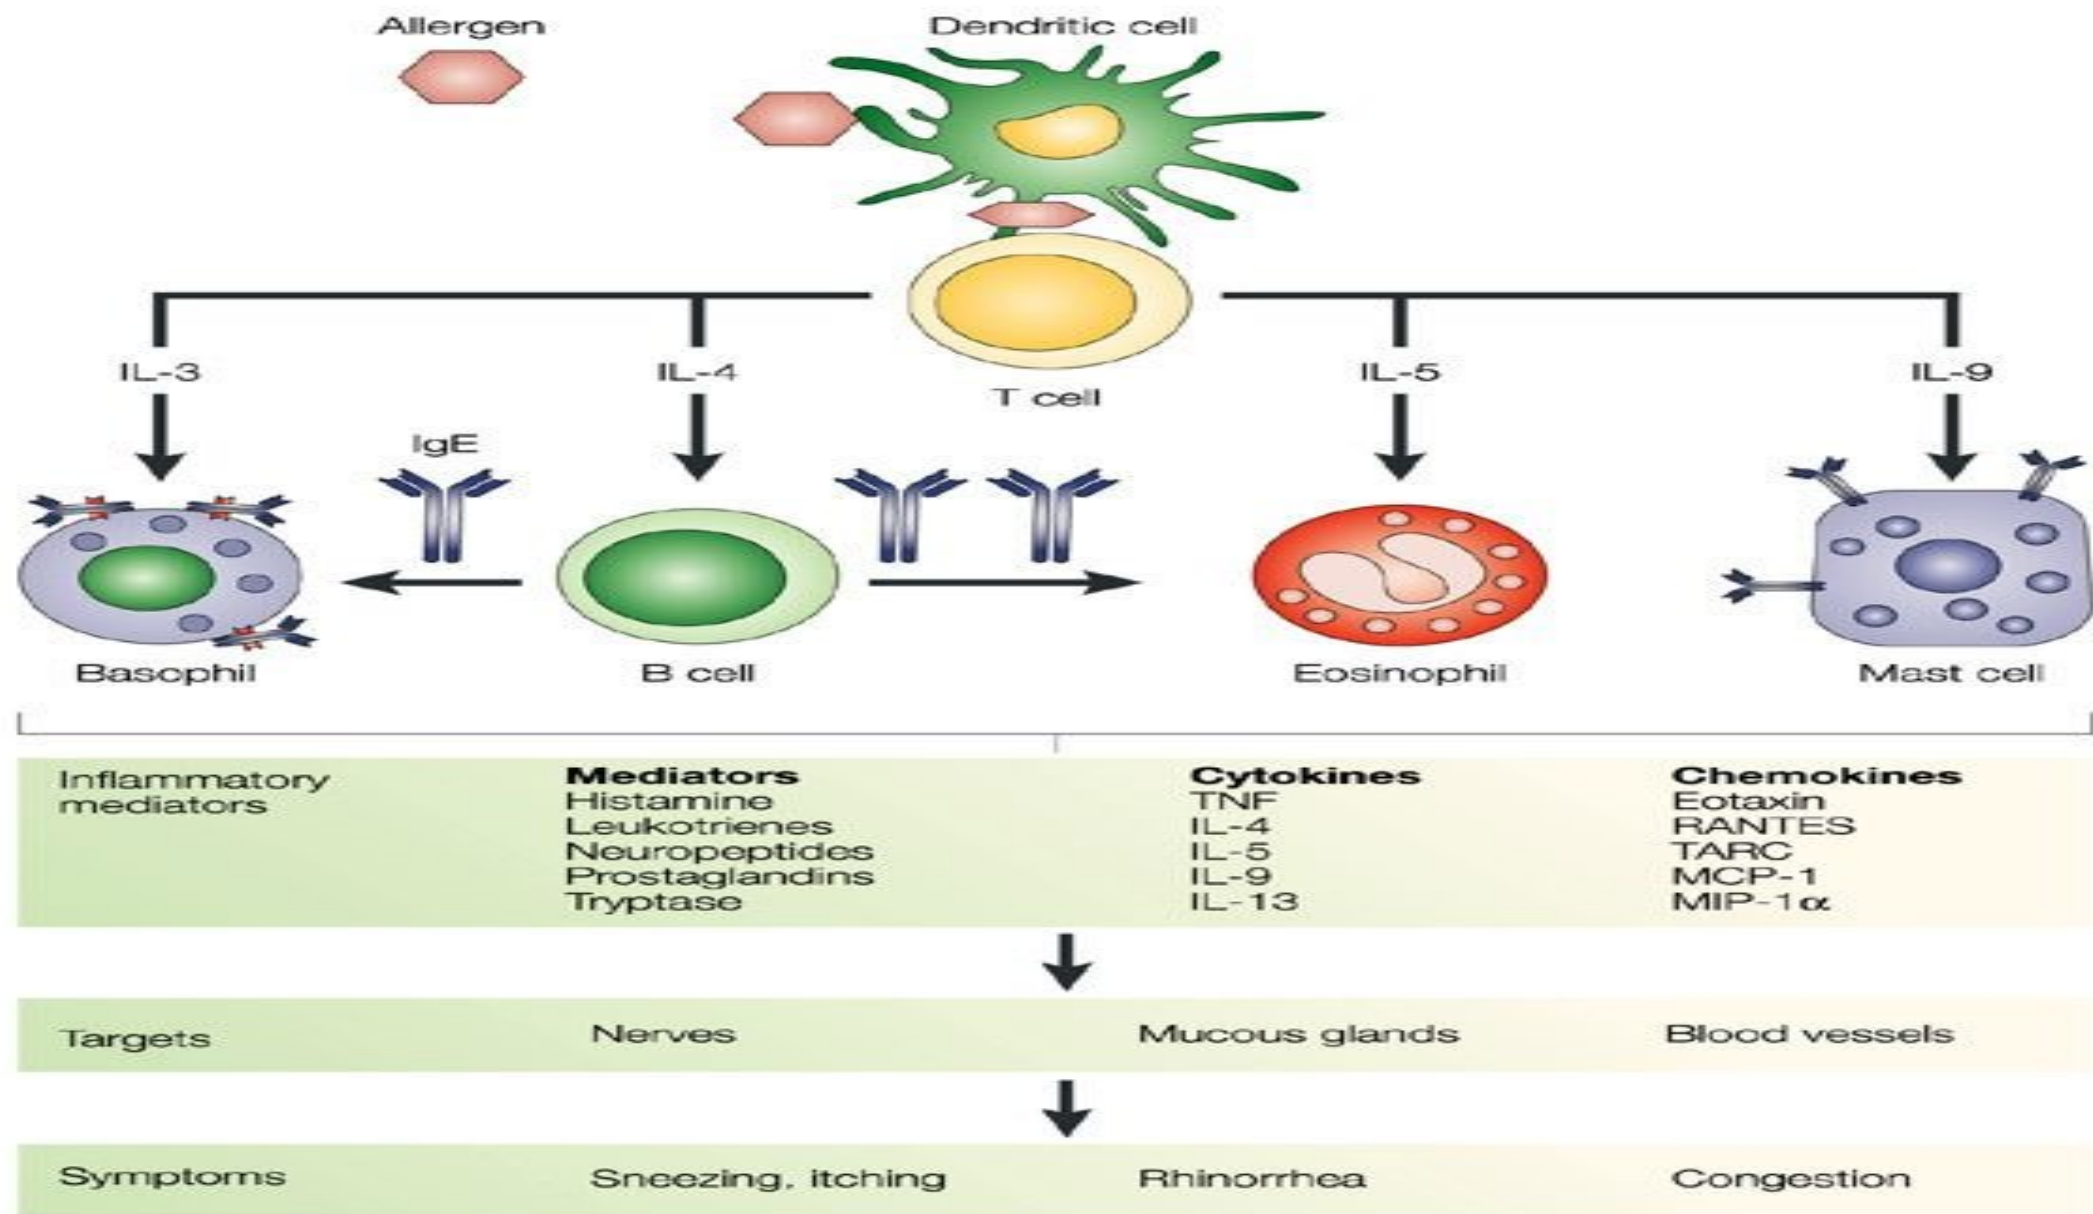 Allergen
Dendritic cell
IL-3
IL-4
T cell
IL-5
IL-9
IgE
Basophil
B cell
Eosinophil
Mast cell
Inflammatory
mediators
Mediators
Histamine
Leukotrienes
Neuropeptides
Prostaglandins
Tryptase
Cytokines
TNF
IL-4
IL-5
IL-9
IL-13
Chemokines
Eotaxin
RANTES
TARC
MCP-1
MIP-1α
Targets
Nerves
Mucous glands
Blood vessels
Symptoms
Sneezing, itching
Rhinorrhea
Congestion